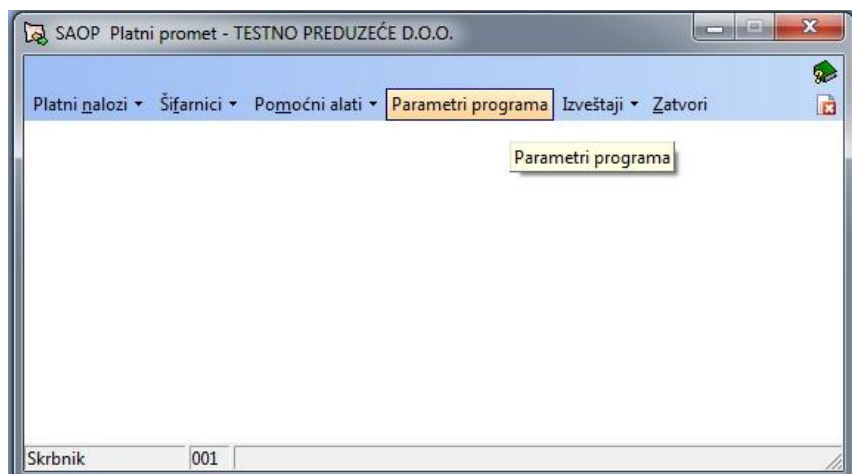 SAOP Platni promet - TESTNO PREDUZEĆE D.O.O.
Platni nalozi Šifarnici Pomoćni alati Parametri programa Izveštaji Zatvori
Parametri programa
Skrbnik 001